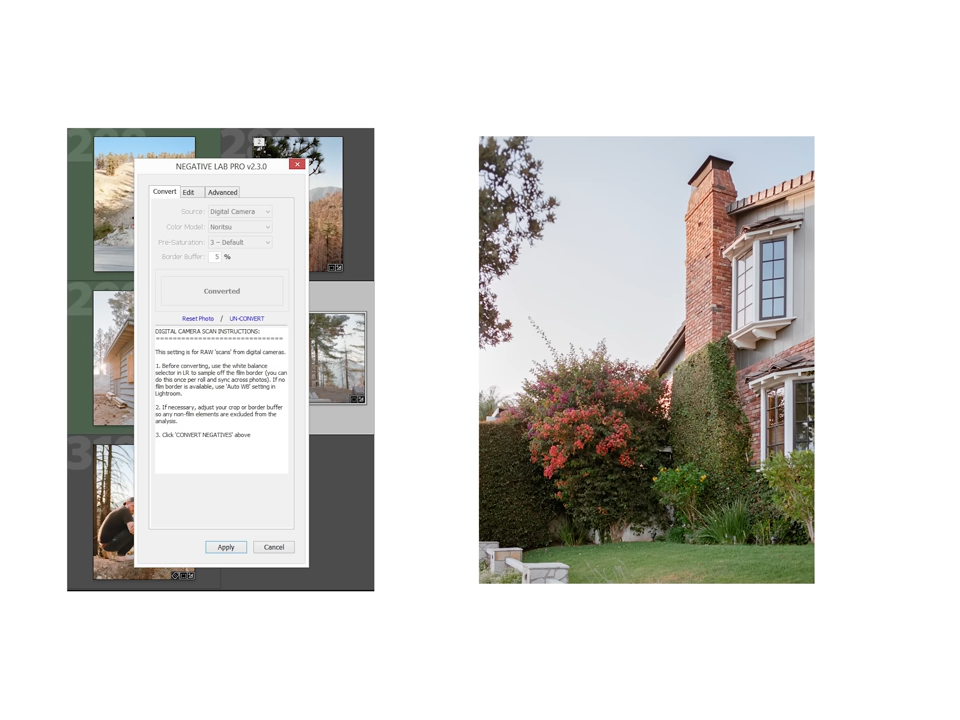 NEGATIVE LAB PRO v2.3.0
Convert Edit Advanced
Source: Digital Camera
Color Model: Noritsu
Pre-Saturation: 3 – Default
Border Buffer: 5 %
Converted
Reset Photo / UN-CONVERT
DIGITAL CAMERA SCAN INSTRUCTIONS:
==============================
This setting is for RAW 'scans' from digital cameras.
1. Before converting, use the white balance
selector in LR to sample off the film border (you can
do this once per roll and sync across photos). If no
film border is available, use 'Auto WB' setting in
Lightroom.
2. If necessary, adjust your crop or border buffer
so any non-film elements are excluded from the
analysis.
3. Click 'CONVERT NEGATIVES' above
Apply Cancel